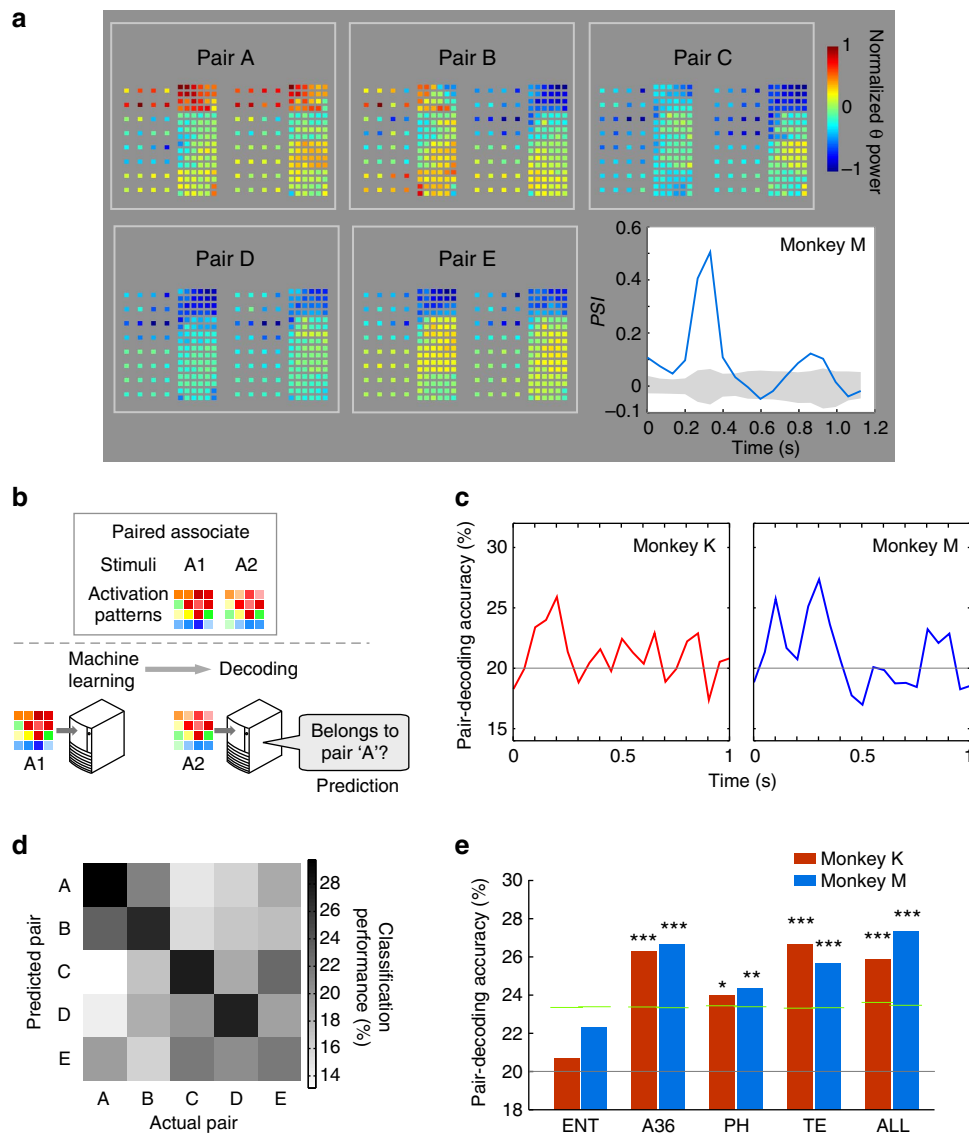 a
Pair A
Pair B
Pair C
1
0
–1
Normalized θ power
Pair D
Pair E
Monkey M
PSI
0.6
0.4
0.2
0
–0.1
0
0.2
0.4
0.6
0.8
1.0
1.2
Time (s)
b
Paired associate
Stimuli A1 A2
Activation
patterns
Machine
learning
Decoding
Belongs to
pair ‘A’?
A1
A2
Prediction
c
Pair-decoding accuracy (%)
30
25
20
15
Monkey K
Monkey M
0
1
0
1
Time (s)
d
Predicted pair
A
B
C
D
E
A B C D E
Actual pair
28
26
24
22
20
18
16
14
Classification
performance (%)
e
Monkey K
Monkey M
Pair-decoding accuracy (%)
30
28
26
24
22
20
18
***
***
*
**
***
***
***
***
ENT A36 PH TE ALL